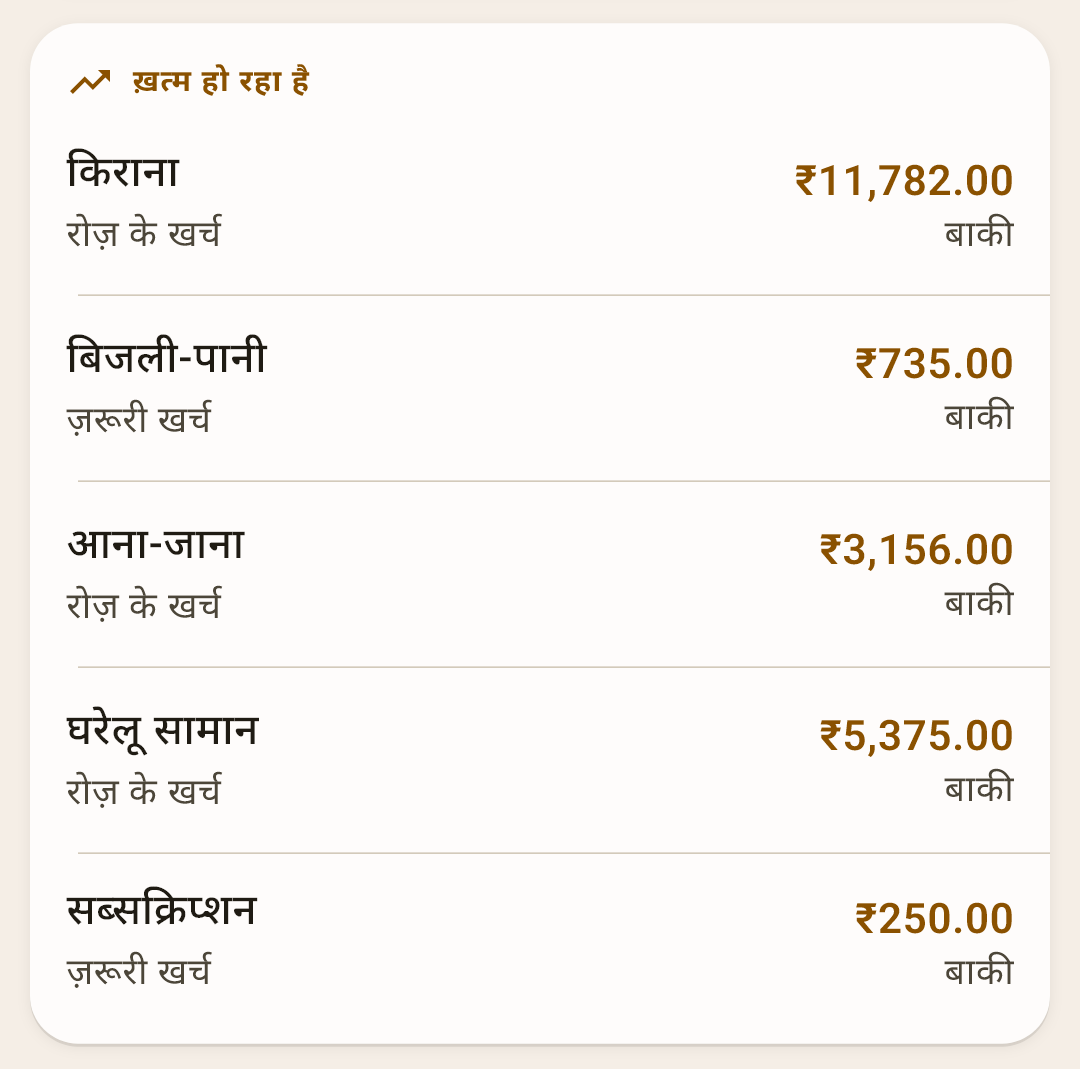 ख़त्म हो रहा है
किराना
₹11,782.00
रोज़ के खर्च
बाकी
बिजली-पानी
₹735.00
ज़रूरी खर्च
बाकी
आना-जाना
₹3,156.00
रोज़ के खर्च
बाकी
घरेलू सामान
₹5,375.00
रोज़ के खर्च
बाकी
सब्सक्रिप्शन
₹250.00
ज़रूरी खर्च
बाकी